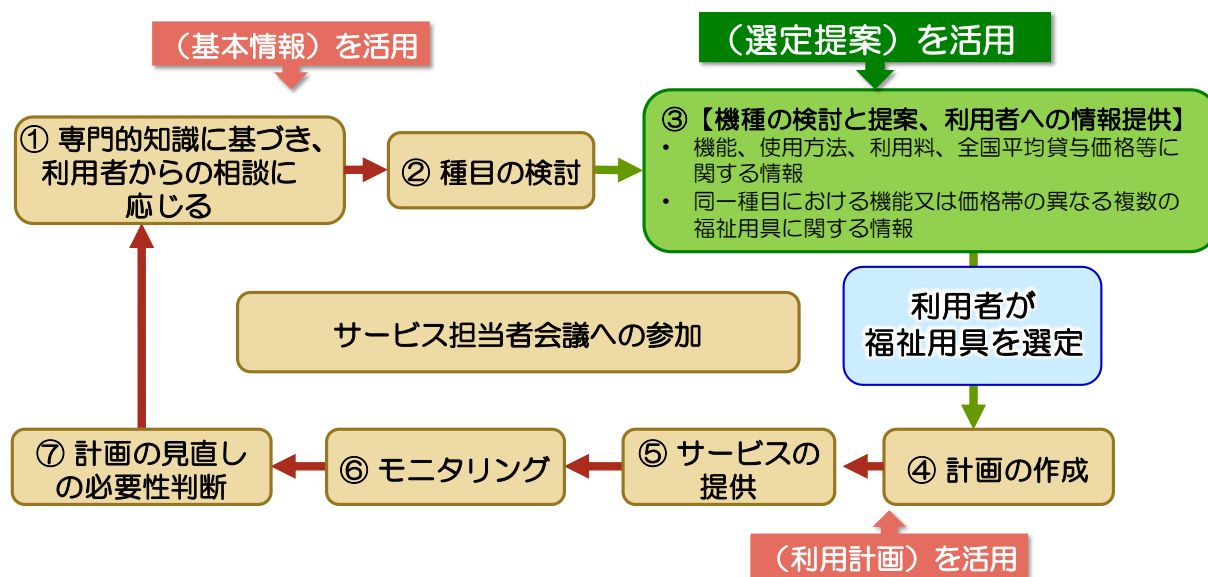 （基本情報）を活用
（選定提案）を活用
① 専門的知識に基づき、
利用者からの相談に
応じる
② 種目の検討
③【機種の検討と提案、利用者への情報提供】
• 機能、使用方法、利用料、全国平均貸与価格等に
関する情報
• 同一種目における機能又は価格帯の異なる複数の
福祉用具に関する情報
利用者が
福祉用具を選定
サービス担当者会議への参加
④ 計画の作成
⑤ サービスの
提供
⑥ モニタリング
⑦ 計画の見直し
の必要性判断
（利用計画）を活用